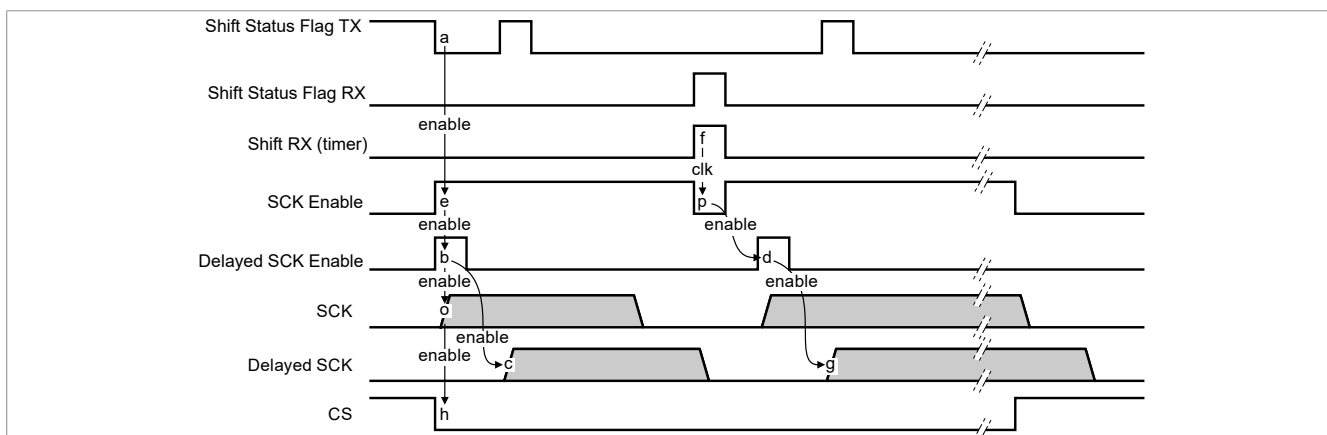 Shift Status Flag TX
a
Shift Status Flag RX
enable
Shift RX (timer)
f
clk
SCK Enable
e
p
enable
enable
Delayed SCK Enable
b
d
enable
enable
SCK
o
enable
enable
Delayed SCK
c
g
CS
h